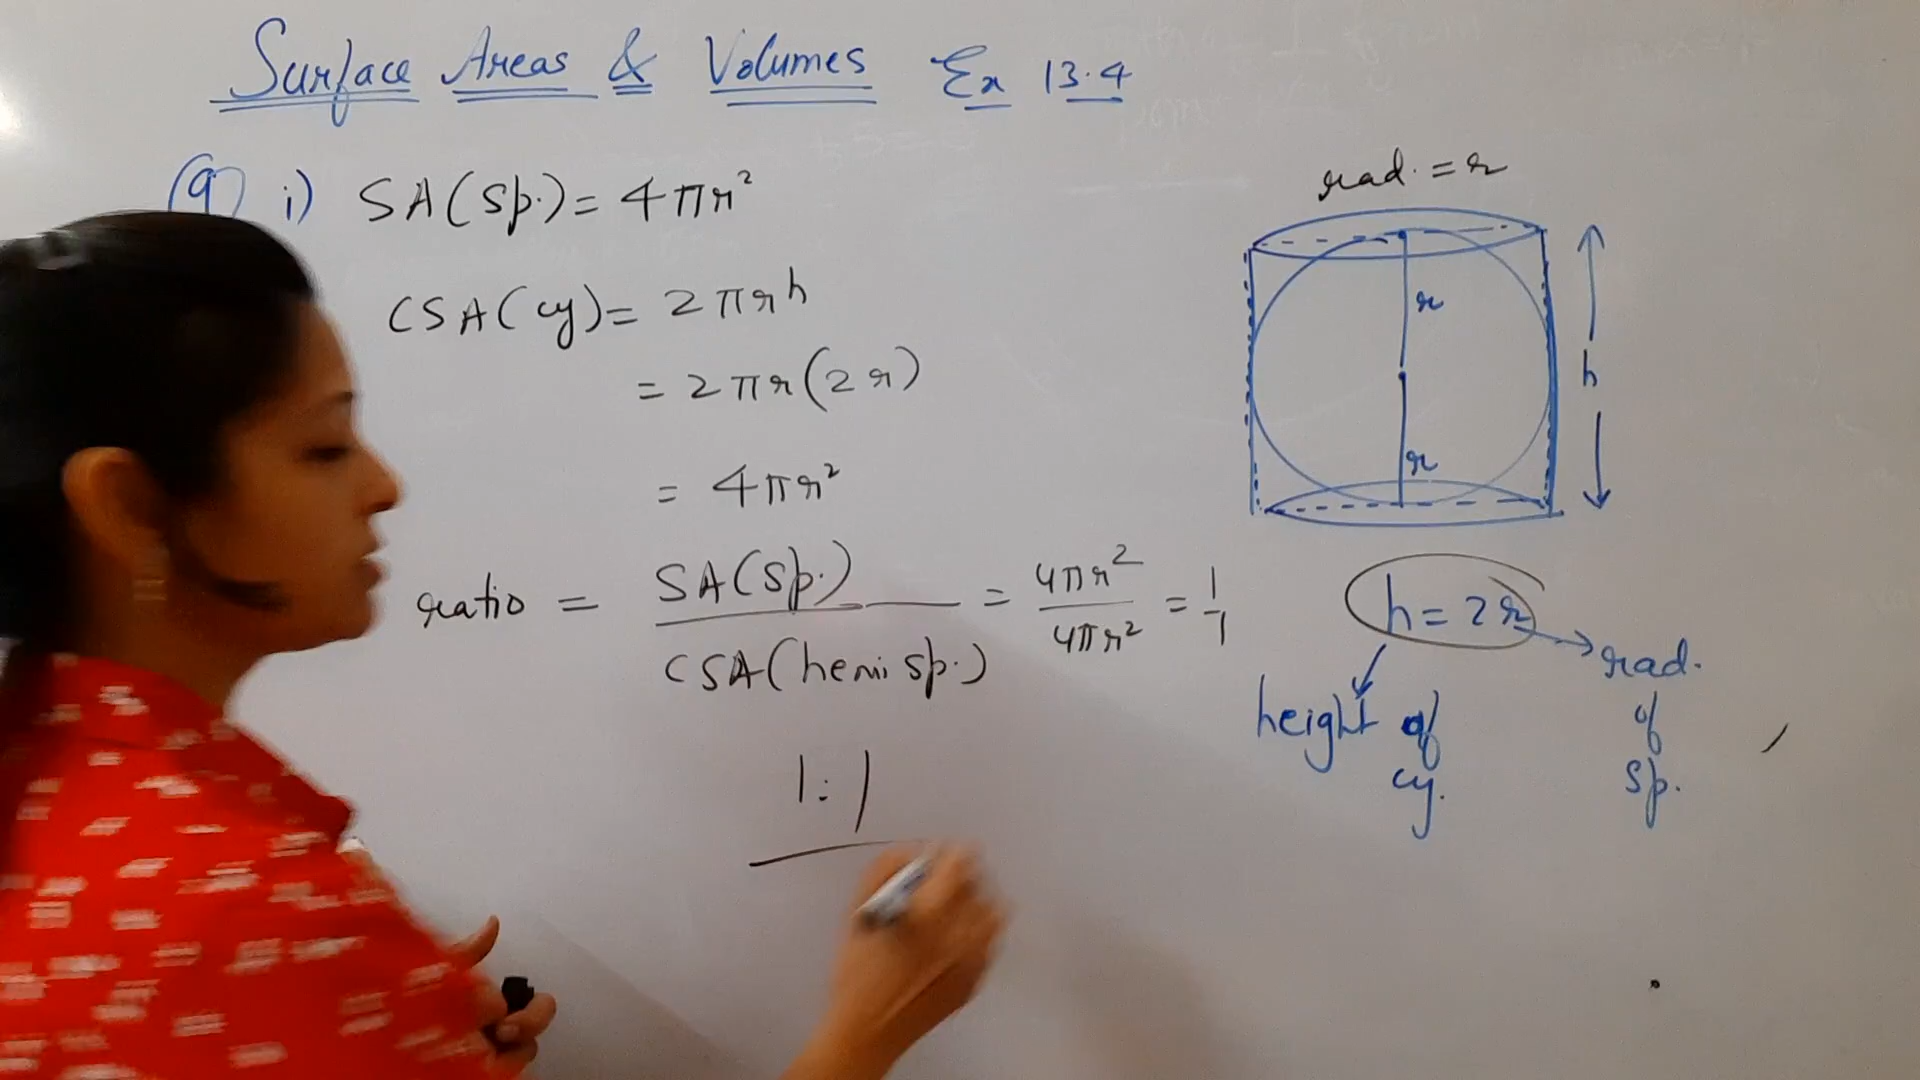 Surface Areas & Volumes Ex 13.4
9 i) SA(Sp.) = 4πr²
CSA(cy) = 2πrh
= 2πr(2r)
= 4πr²
ratio = SA(Sp.) / CSA(hemi sp.) = 4πr² / 4πr² = 1/1
1:1
rad. = r
r
h
r
h = 2r
height of cy.
rad. of sp.